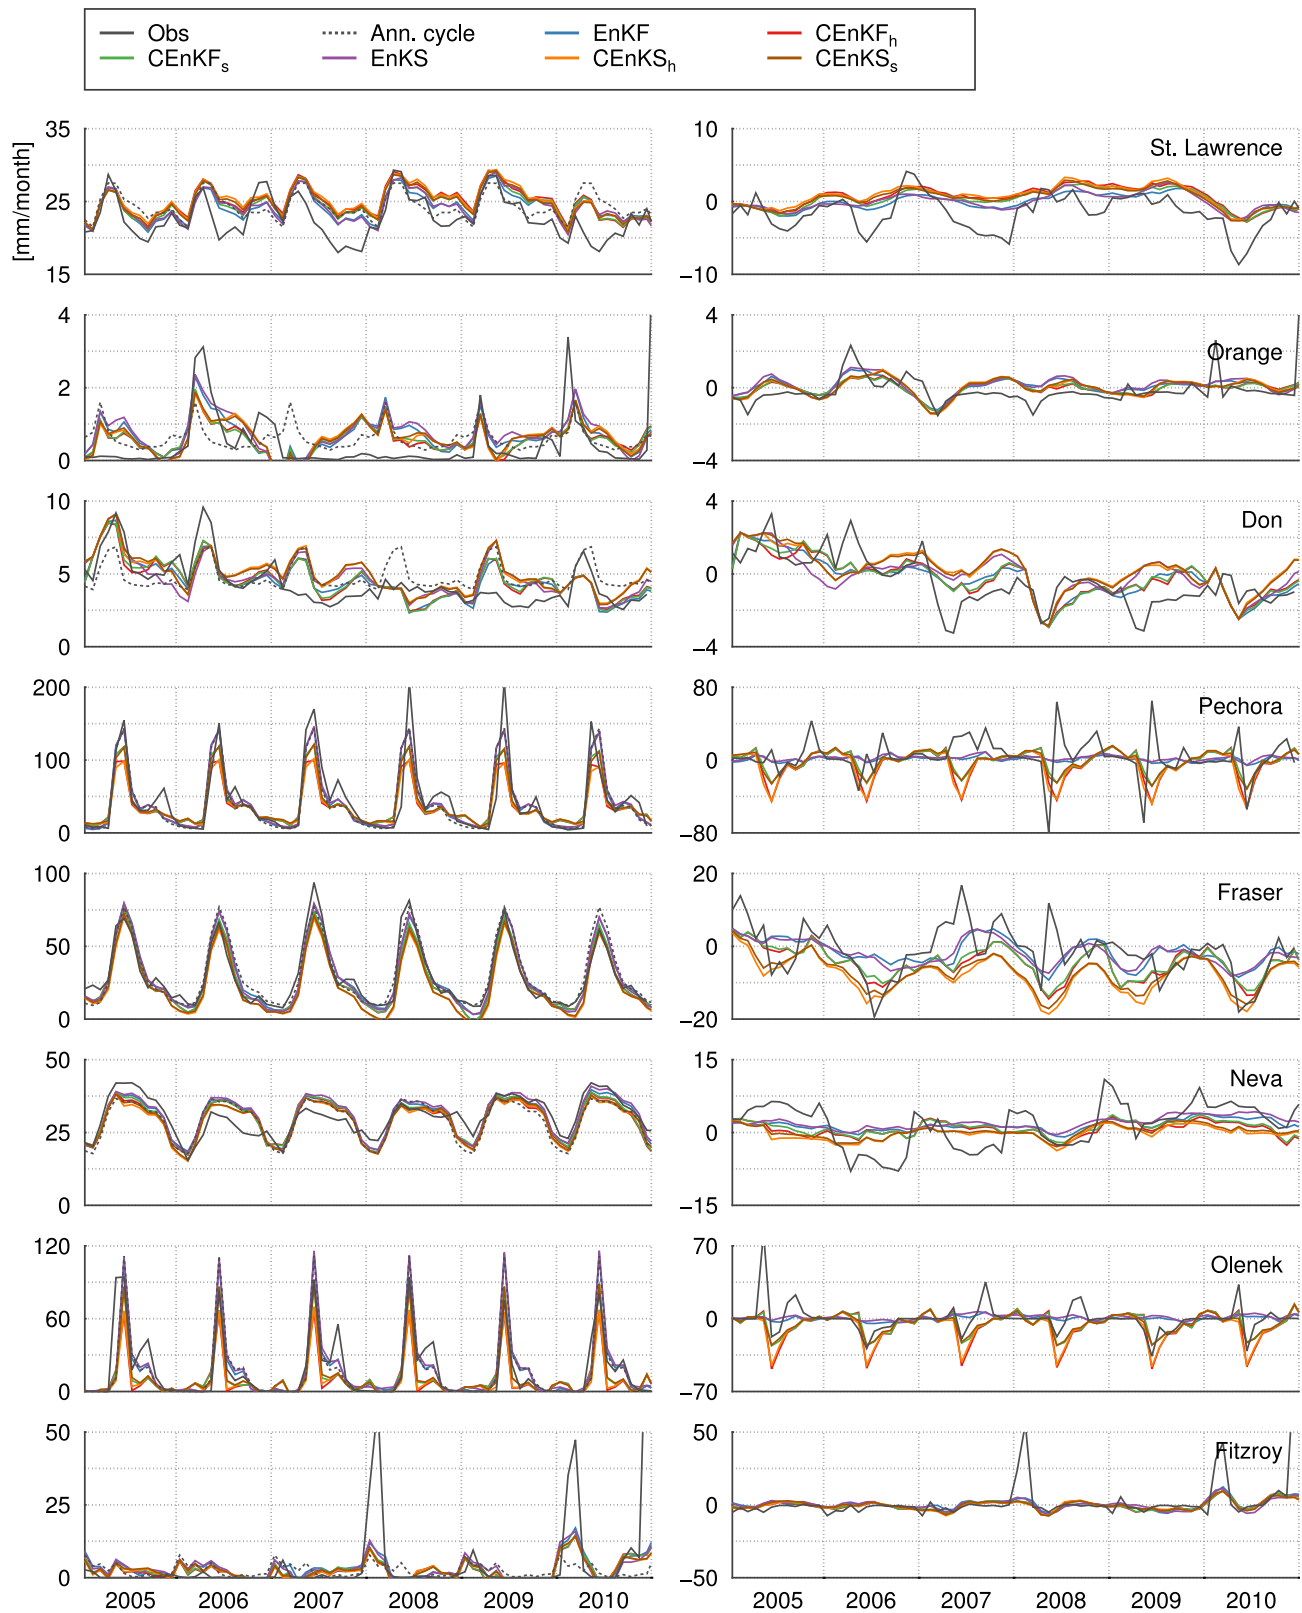 Obs Ann. cycle EnKF CEnKFh
CEnKFs EnKS CEnKSh CEnKSs
[mm/month]
35 10 St. Lawrence
25 0
15 −10
4 4 Orange
2 0
0 −4
10 4 Don
5 0
0 −4
200 80 Pechora
100 0
0 −80
100 20 Fraser
50 0
0 −20
50 15 Neva
25 0
0 −15
120 70 Olenek
60 0
0 −70
50 50 Fitzroy
25 0
0 −50
2005 2006 2007 2008 2009 2010 2005 2006 2007 2008 2009 2010